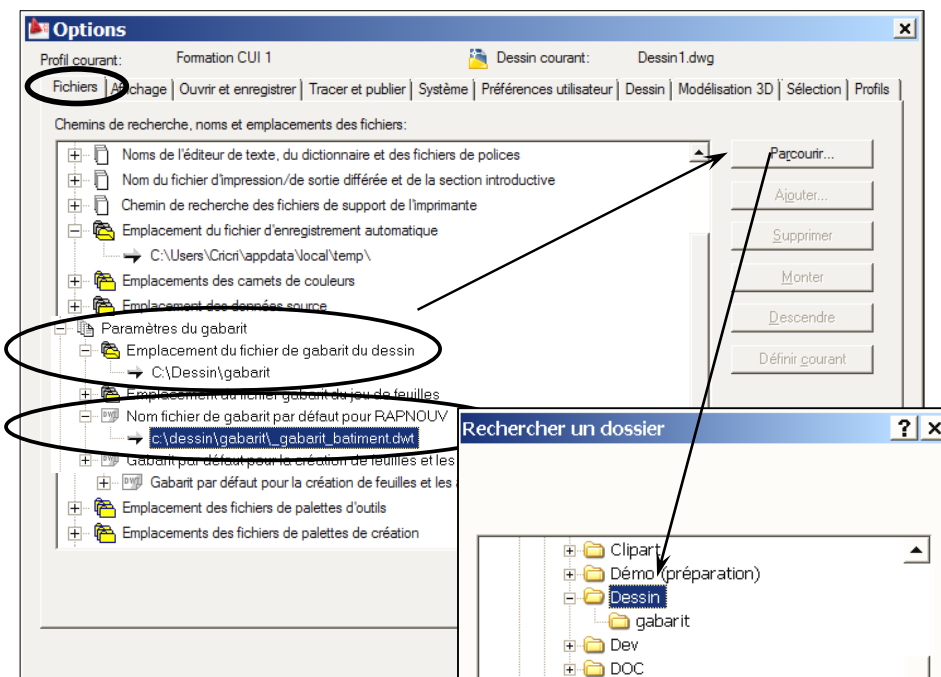 Options
Profil courant: Formation CUI 1 Dessin courant: Dessin1.dwg
Fichiers Affichage Ouvrir et enregistrer Tracer et publier Système Préférences utilisateur Dessin Modélisation 3D Sélection Profils
Chemins de recherche, noms et emplacements des fichiers:
Noms de l'éditeur de texte, du dictionnaire et des fichiers de polices
Nom du fichier d'impression/de sortie différée et de la section introductive
Chemin de recherche des fichiers de support de l'imprimante
Emplacement du fichier d'enregistrement automatique
C:\Users\Cricri\appdata\local\temp\
Emplacements des carnets de couleurs
Emplacement des données source
Paramètres du gabarit
Emplacement du fichier de gabarit du dessin
C:\Dessin\gabarit
Emplacement du fichier gabarit du jeu de feuilles
Nom fichier de gabarit par défaut pour RAPNOUV
c:\dessin\gabarit\_gabarit_batiment.dwt
Gabarit par défaut pour la création de feuilles et les
Gabarit par défaut pour la création de feuilles et les
Emplacement des fichiers de palettes d'outils
Emplacements des fichiers de palettes de création
Parcourir...
Ajouter...
Supprimer
Monter
Descendre
Définir courant
Rechercher un dossier
Clipart
Démo (préparation)
Dessin
gabarit
Dev
DOC